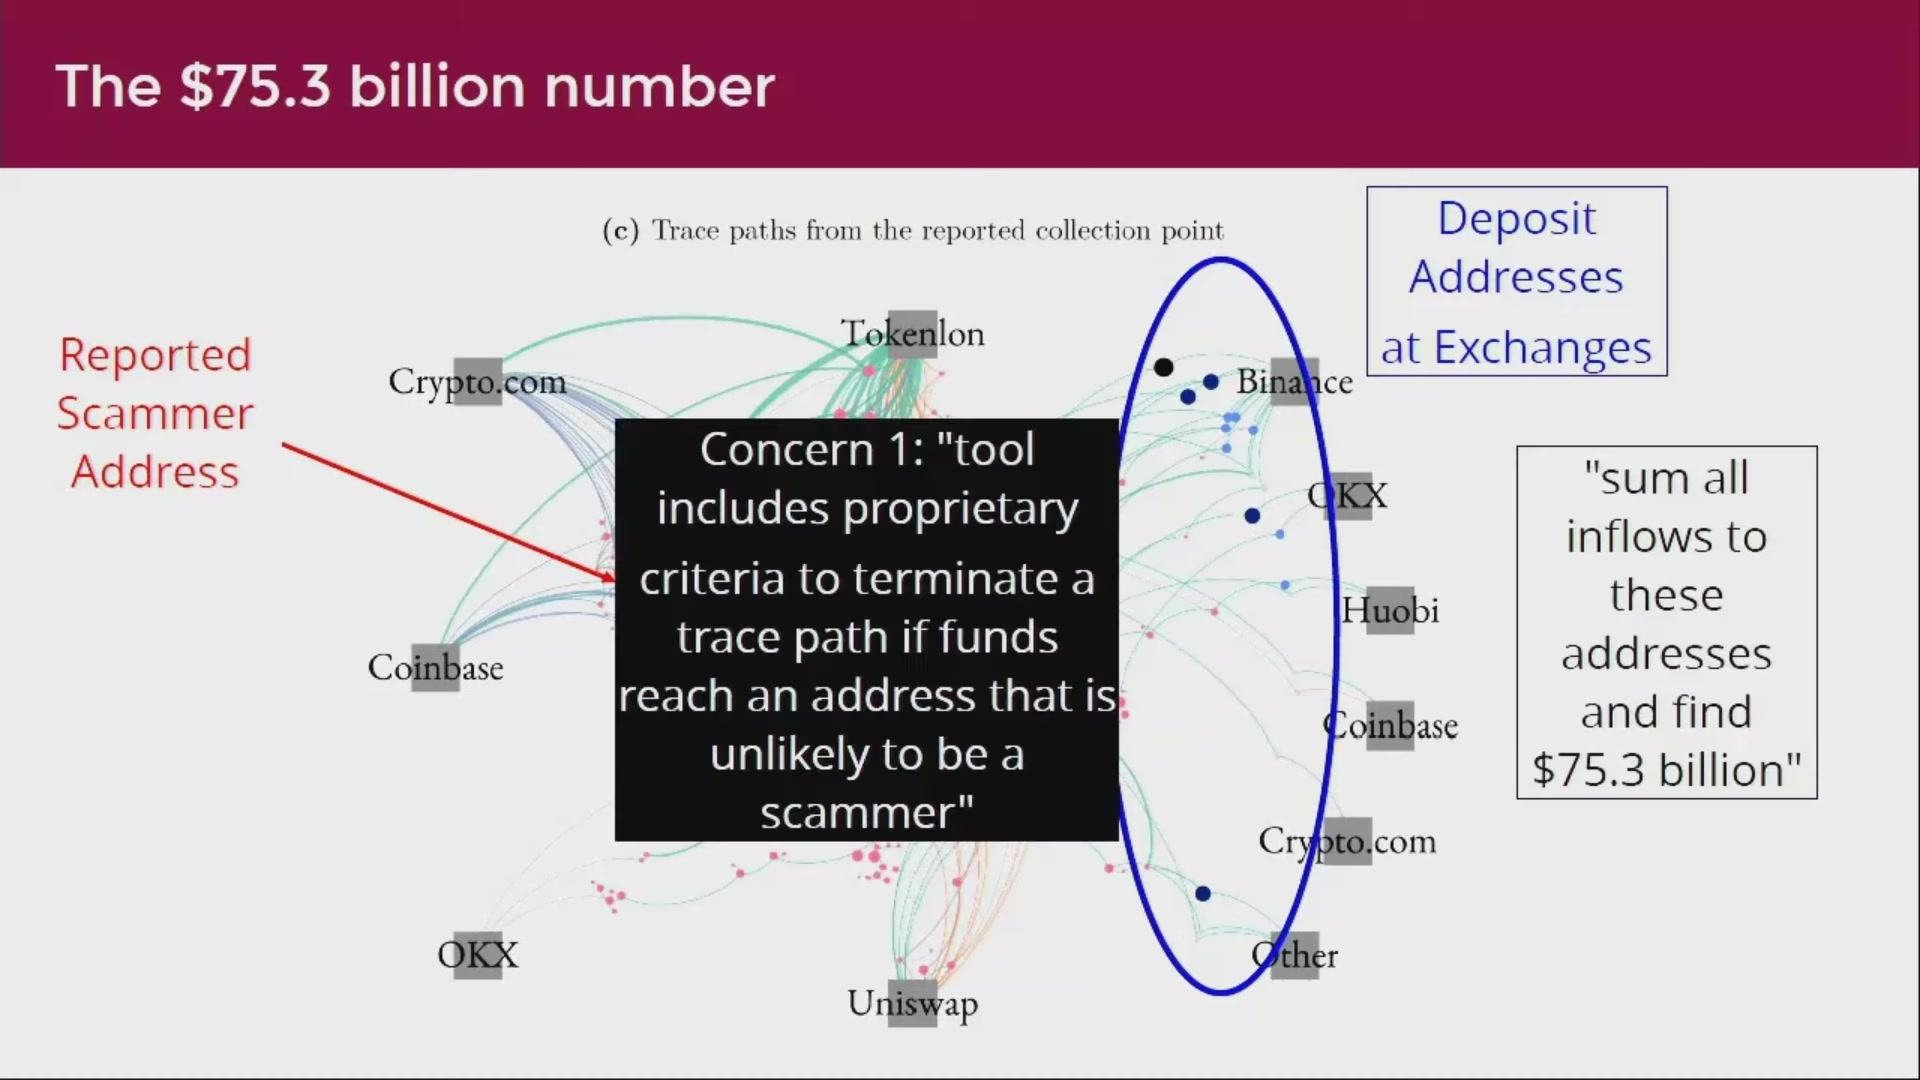 The $75.3 billion number
(c) Trace paths from the reported collection point
Deposit
Addresses
at Exchanges
Reported
Scammer
Address
Crypto.com
Tokenlon
Binance
OKX
Huobi
Coinbase
Crypto.com
Other
Coinbase
OKX
Uniswap
Concern 1: "tool
includes proprietary
criteria to terminate a
trace path if funds
reach an address that is
unlikely to be a
scammer"
"sum all
inflows to
these
addresses
and find
$75.3 billion"